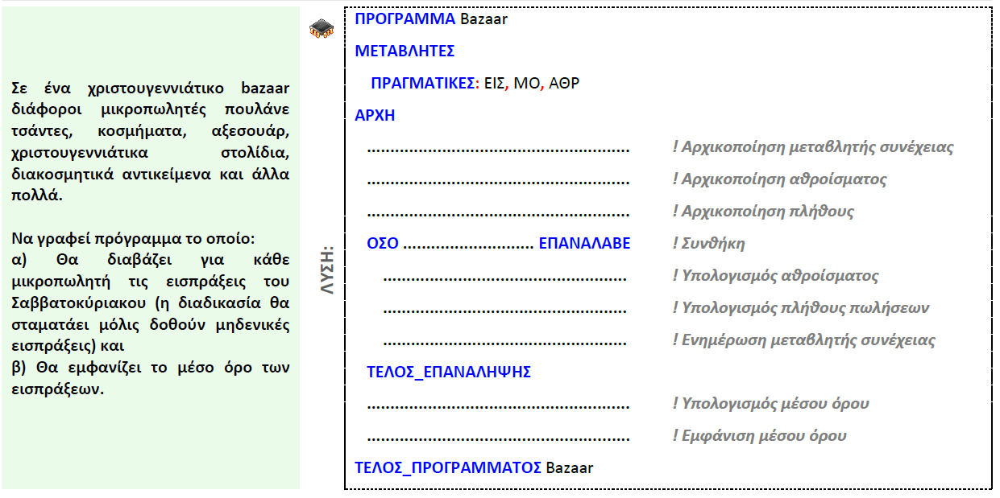 Σε ένα χριστουγεννιάτικο bazaar
διάφοροι μικροπωλητές πουλάνε
τσάντες, κοσμήματα, αξεσουάρ,
χριστουγεννιάτικα στολίδια,
διακοσμητικά αντικείμενα και άλλα
πολλά.
Να γραφεί πρόγραμμα το οποίο:
α) Θα διαβάζει για κάθε
μικροπωλητή τις εισπράξεις του
Σαββατοκύριακου (η διαδικασία θα
σταματάει μόλις δοθούν μηδενικές
εισπράξεις) και
β) Θα εμφανίζει το μέσο όρο των
εισπράξεων.
ΛΥΣΗ:
ΠΡΟΓΡΑΜΜΑ Bazaar
ΜΕΤΑΒΛΗΤΕΣ
ΠΡΑΓΜΑΤΙΚΕΣ: ΕΙΣ, ΜΟ, ΑΘΡ
ΑΡΧΗ
......................................................... ! Αρχικοποίηση μεταβλητής συνέχειας
......................................................... ! Αρχικοποίηση αθροίσματος
......................................................... ! Αρχικοποίηση πλήθους
ΟΣΟ ............................ ΕΠΑΝΑΛΑΒΕ ! Συνθήκη
..................................................... ! Υπολογισμός αθροίσματος
..................................................... ! Υπολογισμός πλήθους πωλήσεων
..................................................... ! Ενημέρωση μεταβλητής συνέχειας
ΤΕΛΟΣ_ΕΠΑΝΑΛΗΨΗΣ
......................................................... ! Υπολογισμός μέσου όρου
......................................................... ! Εμφάνιση μέσου όρου
ΤΕΛΟΣ_ΠΡΟΓΡΑΜΜΑΤΟΣ Bazaar